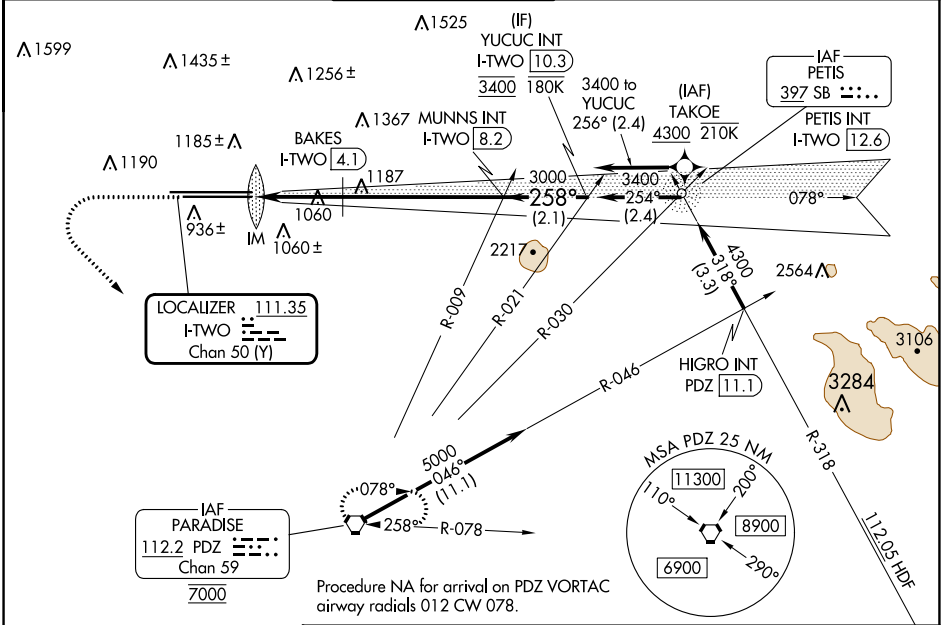 1525
1599
1435±
1256±
(IF)
YUCUC INT
I-TWO 10.3
3400 180K
3400 to
YUCUC
256° (2.4)
(IAF)
TAKOE
4300 210K
IAF
PETIS
397 SB
PETIS INT
I-TWO 12.6
1367
MUNNS INT
I-TWO 8.2
1185±
BAKES
I-TWO 4.1
1190
1187
3000
258°
(2.1)
3400
254°
(2.4)
078°
1060
936±
IM
1060±
2217
4300
318°
(3.3)
2564
LOCALIZER 111.35
I-TWO
Chan 50 (Y)
R-009
R-021
R-030
R-046
HIGRO INT
PDZ 11.1
3106
3284
R-318
112.05 HDF
5000
046°
(11.1)
078°
258°
R-078
IAF
PARADISE
112.2 PDZ
Chan 59
7000
MSA PDZ 25 NM
11300
110°
200°
8900
6900
290°
Procedure NA for arrival on PDZ VORTAC
airway radials 012 CW 078.